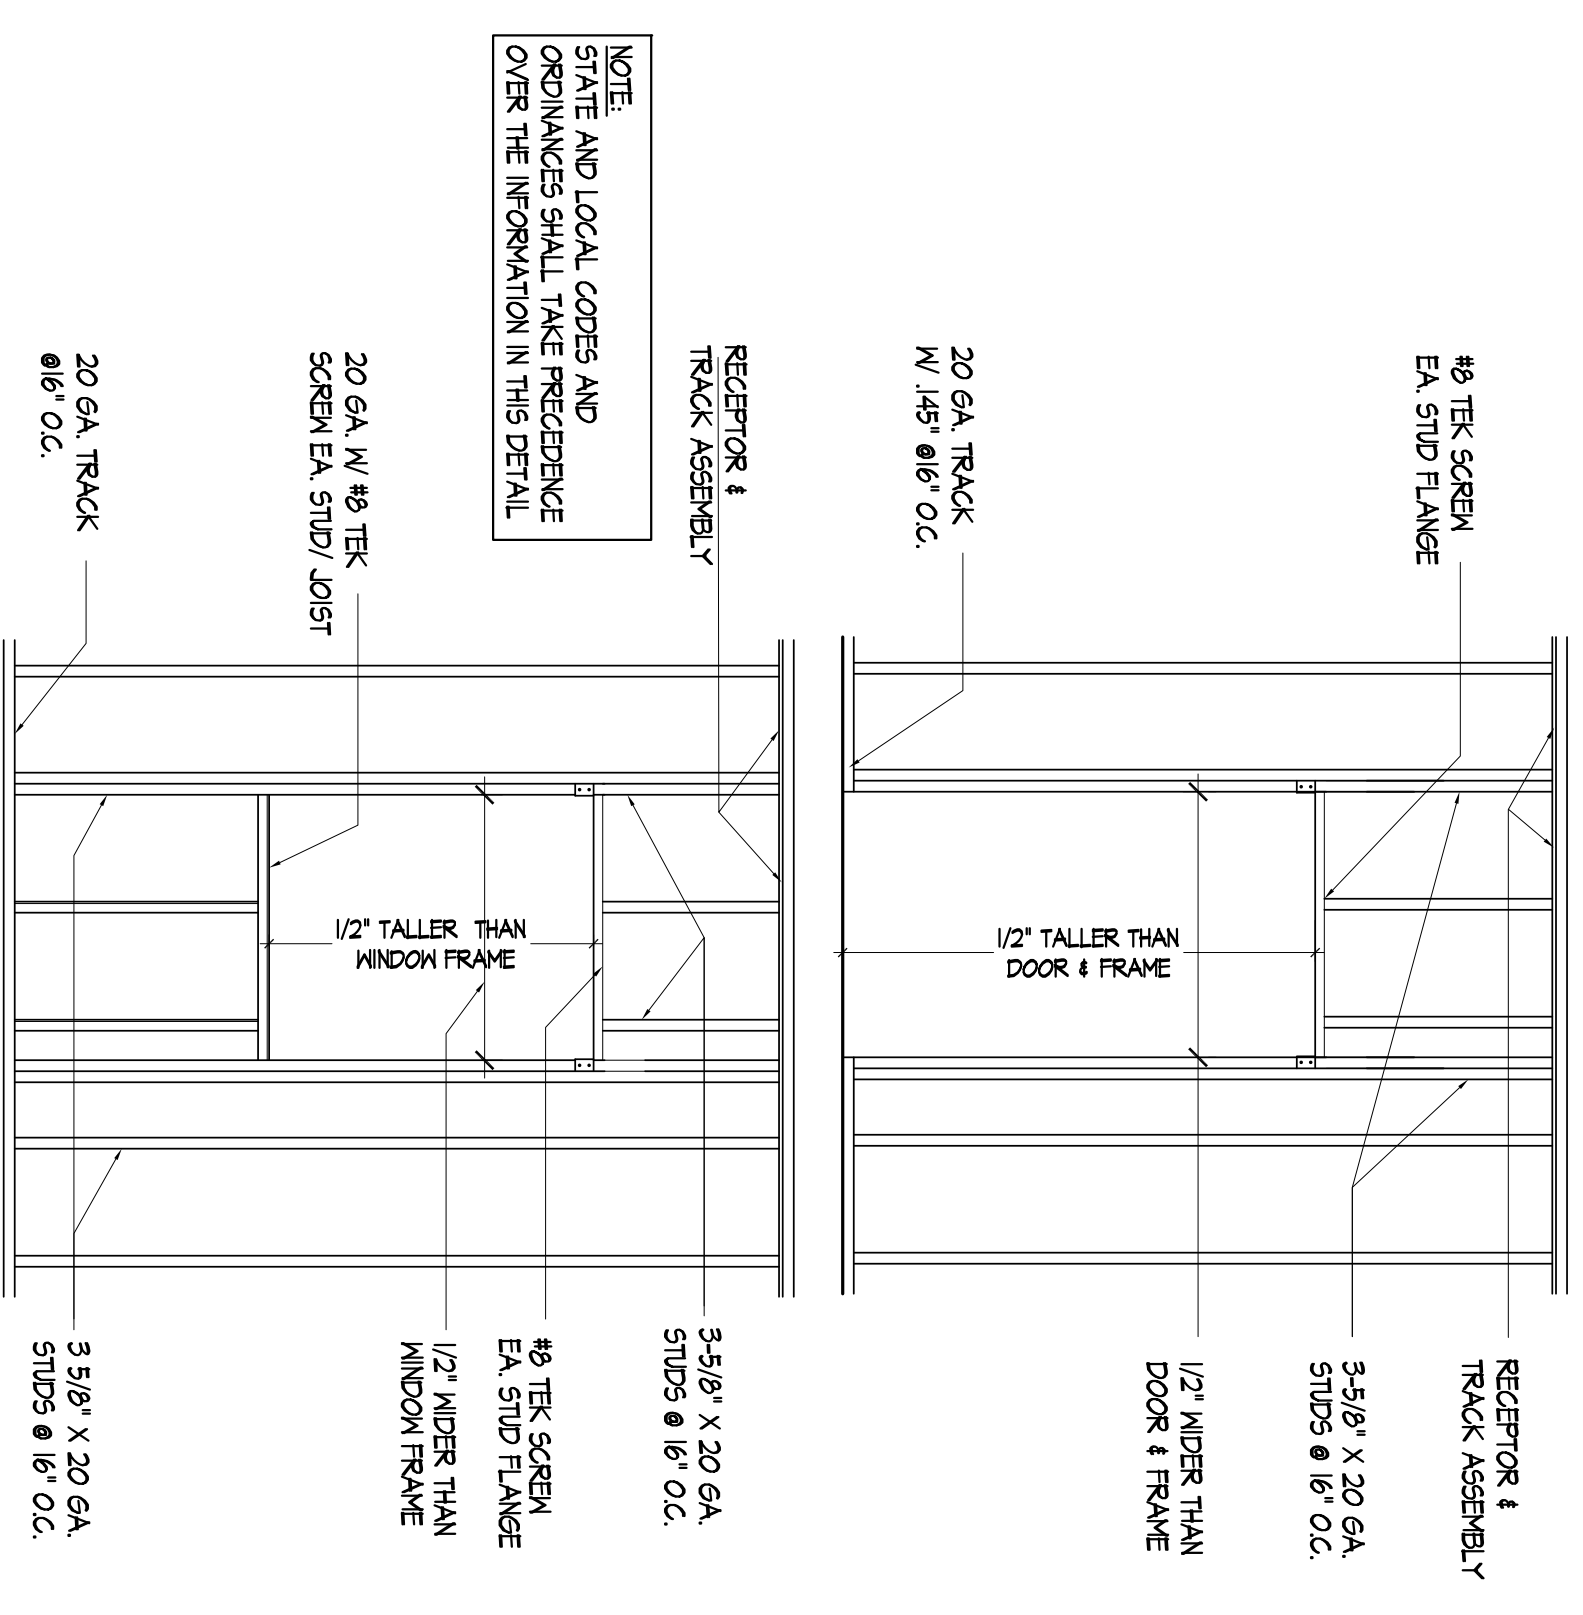 #8 TEK SCREW
EA. STUD FLANGE
20 GA. TRACK
W/ .145" @16" O.C.
1/2" TALLER THAN
DOOR & FRAME
RECEPTOR &
TRACK ASSEMBLY
3-5/8" X 20 GA.
STUDS @ 16" O.C.
1/2" WIDER THAN
DOOR & FRAME
RECEPTOR &
TRACK ASSEMBLY
NOTE:
STATE AND LOCAL CODES AND
ORDINANCES SHALL TAKE PRECEDENCE
OVER THE INFORMATION IN THIS DETAIL
20 GA. W/ #8 TEK
SCREW EA. STUD/ JOIST
20 GA. TRACK
@16" O.C.
1/2" TALLER THAN
WINDOW FRAME
3-5/8" X 20 GA.
STUDS @ 16" O.C.
#8 TEK SCREW
EA. STUD FLANGE
1/2" WIDER THAN
WINDOW FRAME
3 5/8" X 20 GA.
STUDS @ 16" O.C.